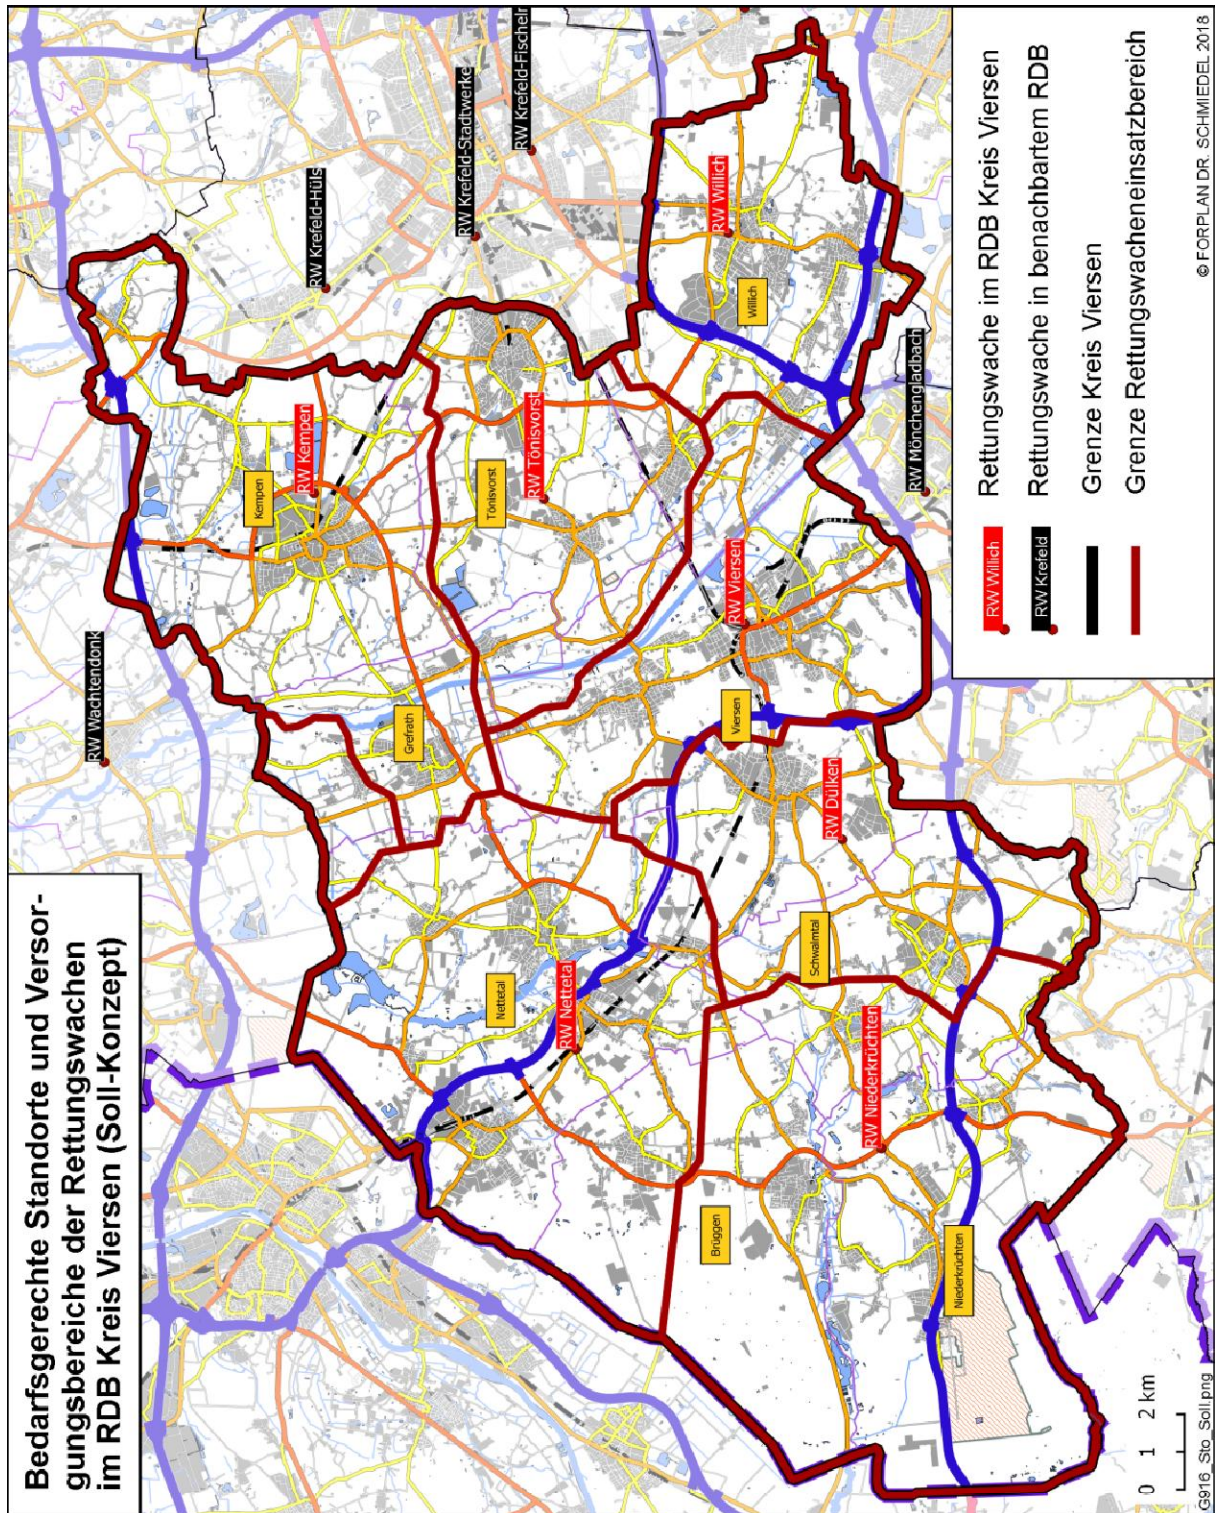 Bedarfsgerechte Standorte und Versor-
gungsbereiche der Rettungswachen
im RDB Kreis Viersen (Soll-Konzept)
RW Wachtendonk
RW Krefeld-Hüls
RW Krefeld-Stadtwerke
RW Krefeld-Fischeln
Kempen
RW Kempen
Grefrath
Tönisvorst
RW Tönisvorst
Nettetal
RW Nettetal
Viersen
RW Viersen
Willich
RW Willich
RW Dülken
Schwalmtal
Brüggen
RW Niederkrüchten
Niederkrüchten
RW Mönchengladbach
RW Willich
Rettungswache im RDB Kreis Viersen
RW Krefeld
Rettungswache in benachbartem RDB
Grenze Kreis Viersen
Grenze Rettungswacheneinsatzbereich
0 1 2 km
G916_Sto_Soll.png
© FORPLAN DR. SCHMIEDEL 2018